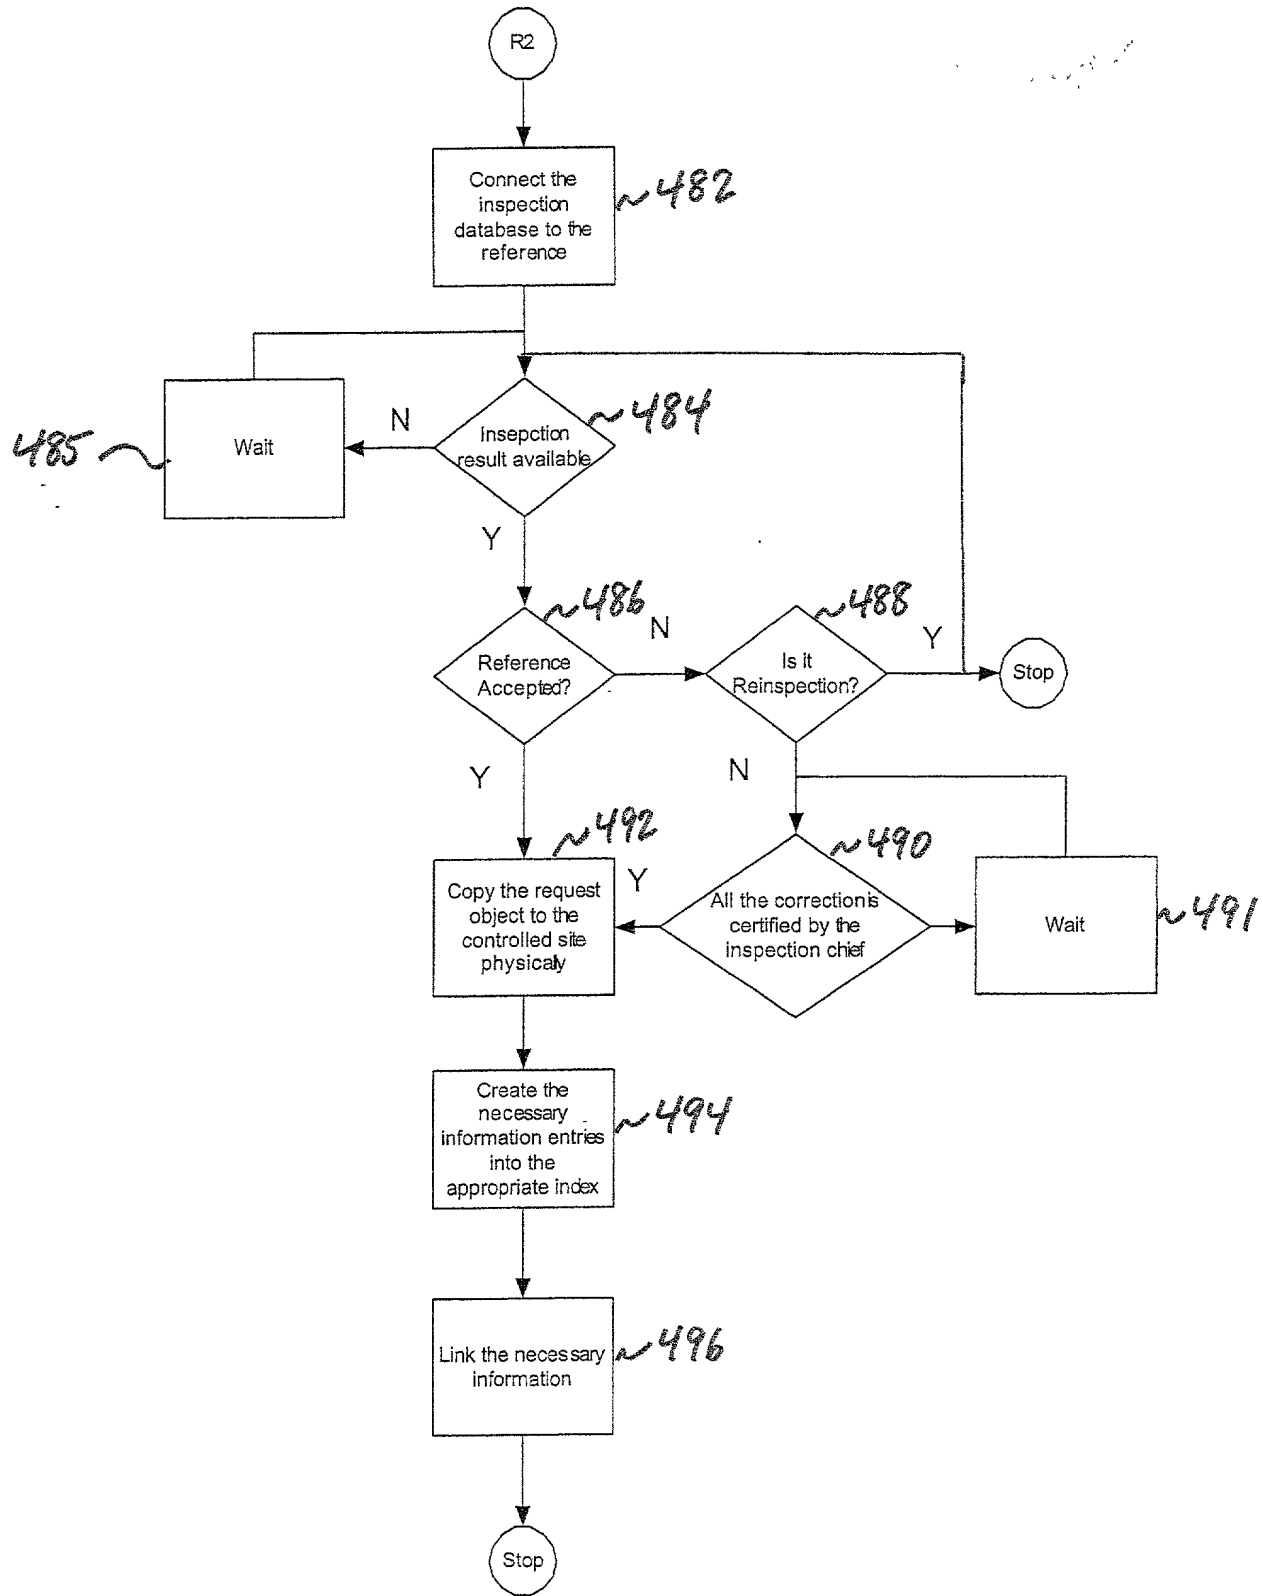 R2
Connect the
inspection
database to the
reference
~482
Insepction
result available
~484
N
Wait
485
Y
Reference
Accepted?
~486
N
Is it
Reinspection?
~488
Y
Stop
Y
N
~492
Copy the request
object to the
controlled site
physicaly
Y
All the correction is
certified by the
inspection chief
~490
Wait
~491
Create the
necessary
information entries
into the
appropriate index
~494
Link the necessary
information
~496
Stop